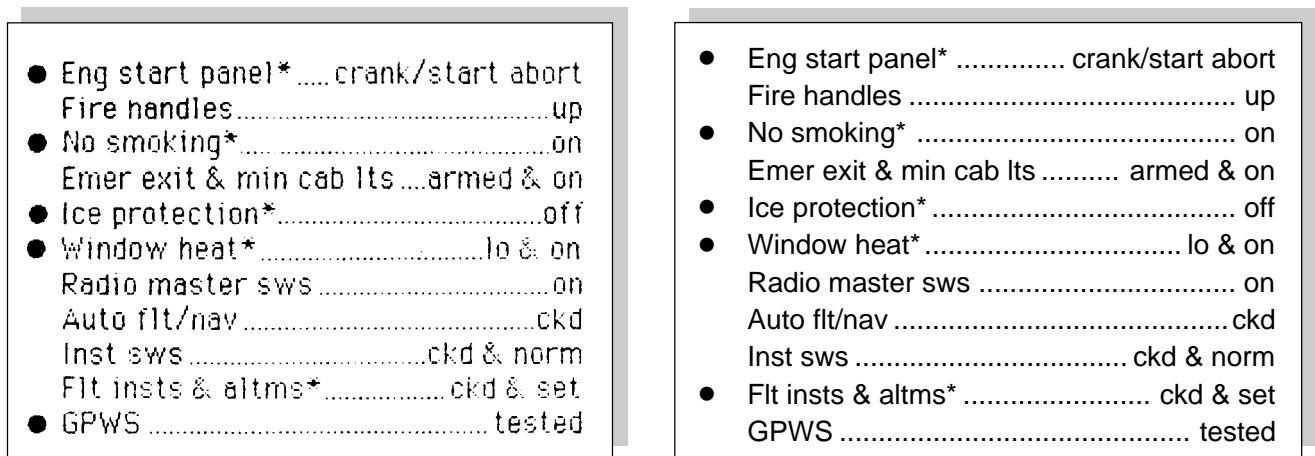 ● Eng start panel* ..... crank/start abort
Fire handles ............................................. up
● No smoking* ........................................ on
Emer exit & min cab lts .... armed & on
● Ice protection* .................................. off
● Window heat* ............................. lo & on
Radio master sws .............................. on
Auto flt/nav ..................................... ckd
Inst sws .............................. ckd & norm
Flt insts & altms* ................ ckd & set
● GPWS ............................................ tested
● Eng start panel* .............. crank/start abort
Fire handles ......................................... up
● No smoking* ........................................ on
Emer exit & min cab lts .......... armed & on
● Ice protection* ...................................... off
● Window heat* ................................ lo & on
Radio master sws ................................ on
Auto flt/nav .......................................... ckd
Inst sws .................................. ckd & norm
● Flt insts & altms* ........................ ckd & set
GPWS ............................................ tested